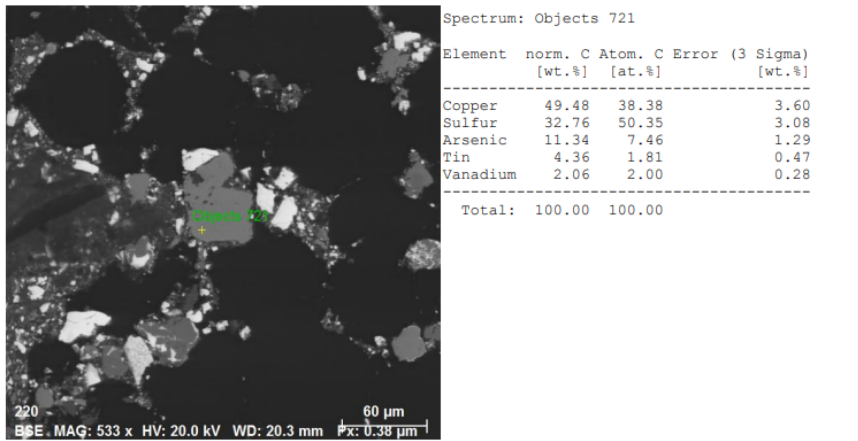 Spectrum: Objects 721
Element norm. C Atom. C Error (3 Sigma)
[wt.%] [at.%] [wt.%]
Copper 49.48 38.38 3.60
Sulfur 32.76 50.35 3.08
Arsenic 11.34 7.46 1.29
Tin 4.36 1.81 0.47
Vanadium 2.06 2.00 0.28
Total: 100.00 100.00
Objects 721
220 60 µm
BSE MAG: 533 x HV: 20.0 kV WD: 20.3 mm Px: 0.38 µm